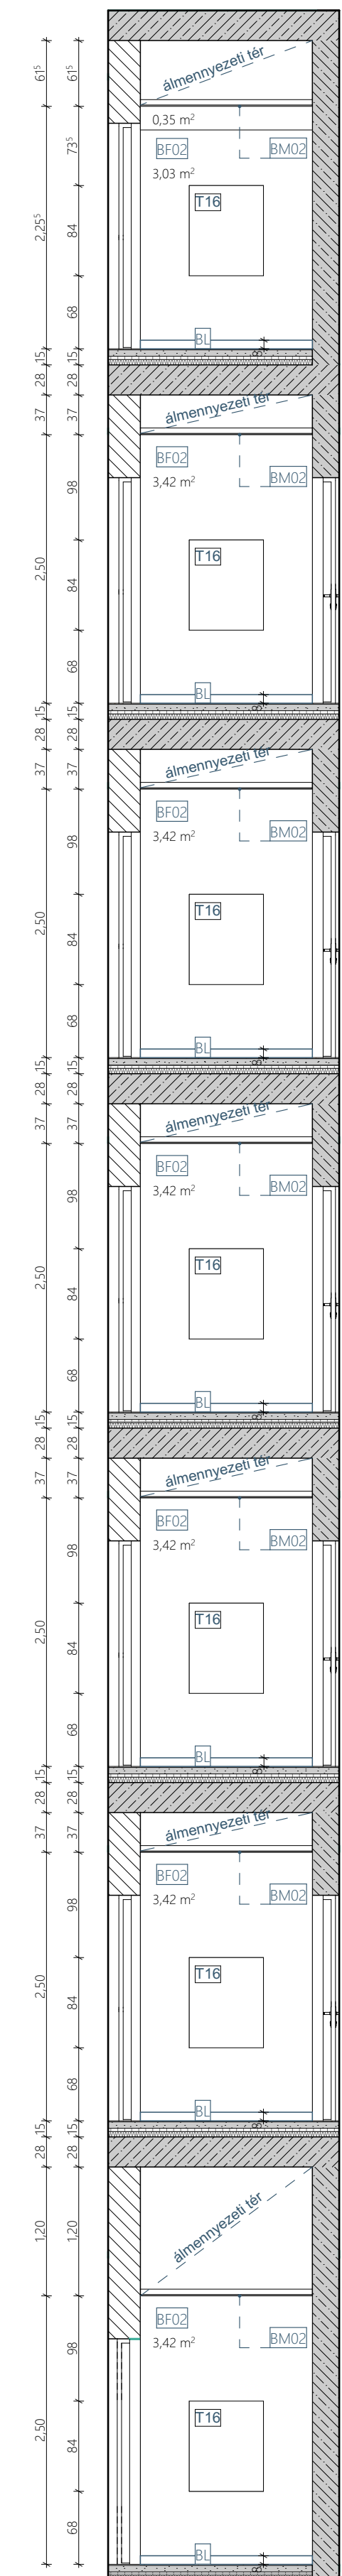 61⁵ 61⁵ álmennyezeti tér
0,35 m²
73⁵ BF02 BM02
3,03 m²
T16
2,25⁵ 84
68
BL 8
15 15
28 28
37 37 álmennyezeti tér
BF02
3,42 m² BM02
98
T16
2,50 84
68
BL 8
15 15
28 28
37 37 álmennyezeti tér
BF02
3,42 m² BM02
98
T16
2,50 84
68
BL 8
15 15
28 28
37 37 álmennyezeti tér
BF02
3,42 m² BM02
98
T16
2,50 84
68
BL 8
15 15
28 28
37 37 álmennyezeti tér
BF02
3,42 m² BM02
98
T16
2,50 84
68
BL 8
15 15
28 28
37 37 álmennyezeti tér
BF02
3,42 m² BM02
98
T16
2,50 84
68
BL 8
15 15
28 28
1,20 1,20 álmennyezeti tér
BF02
3,42 m² BM02
98
T16
2,50 84
68
BL 8